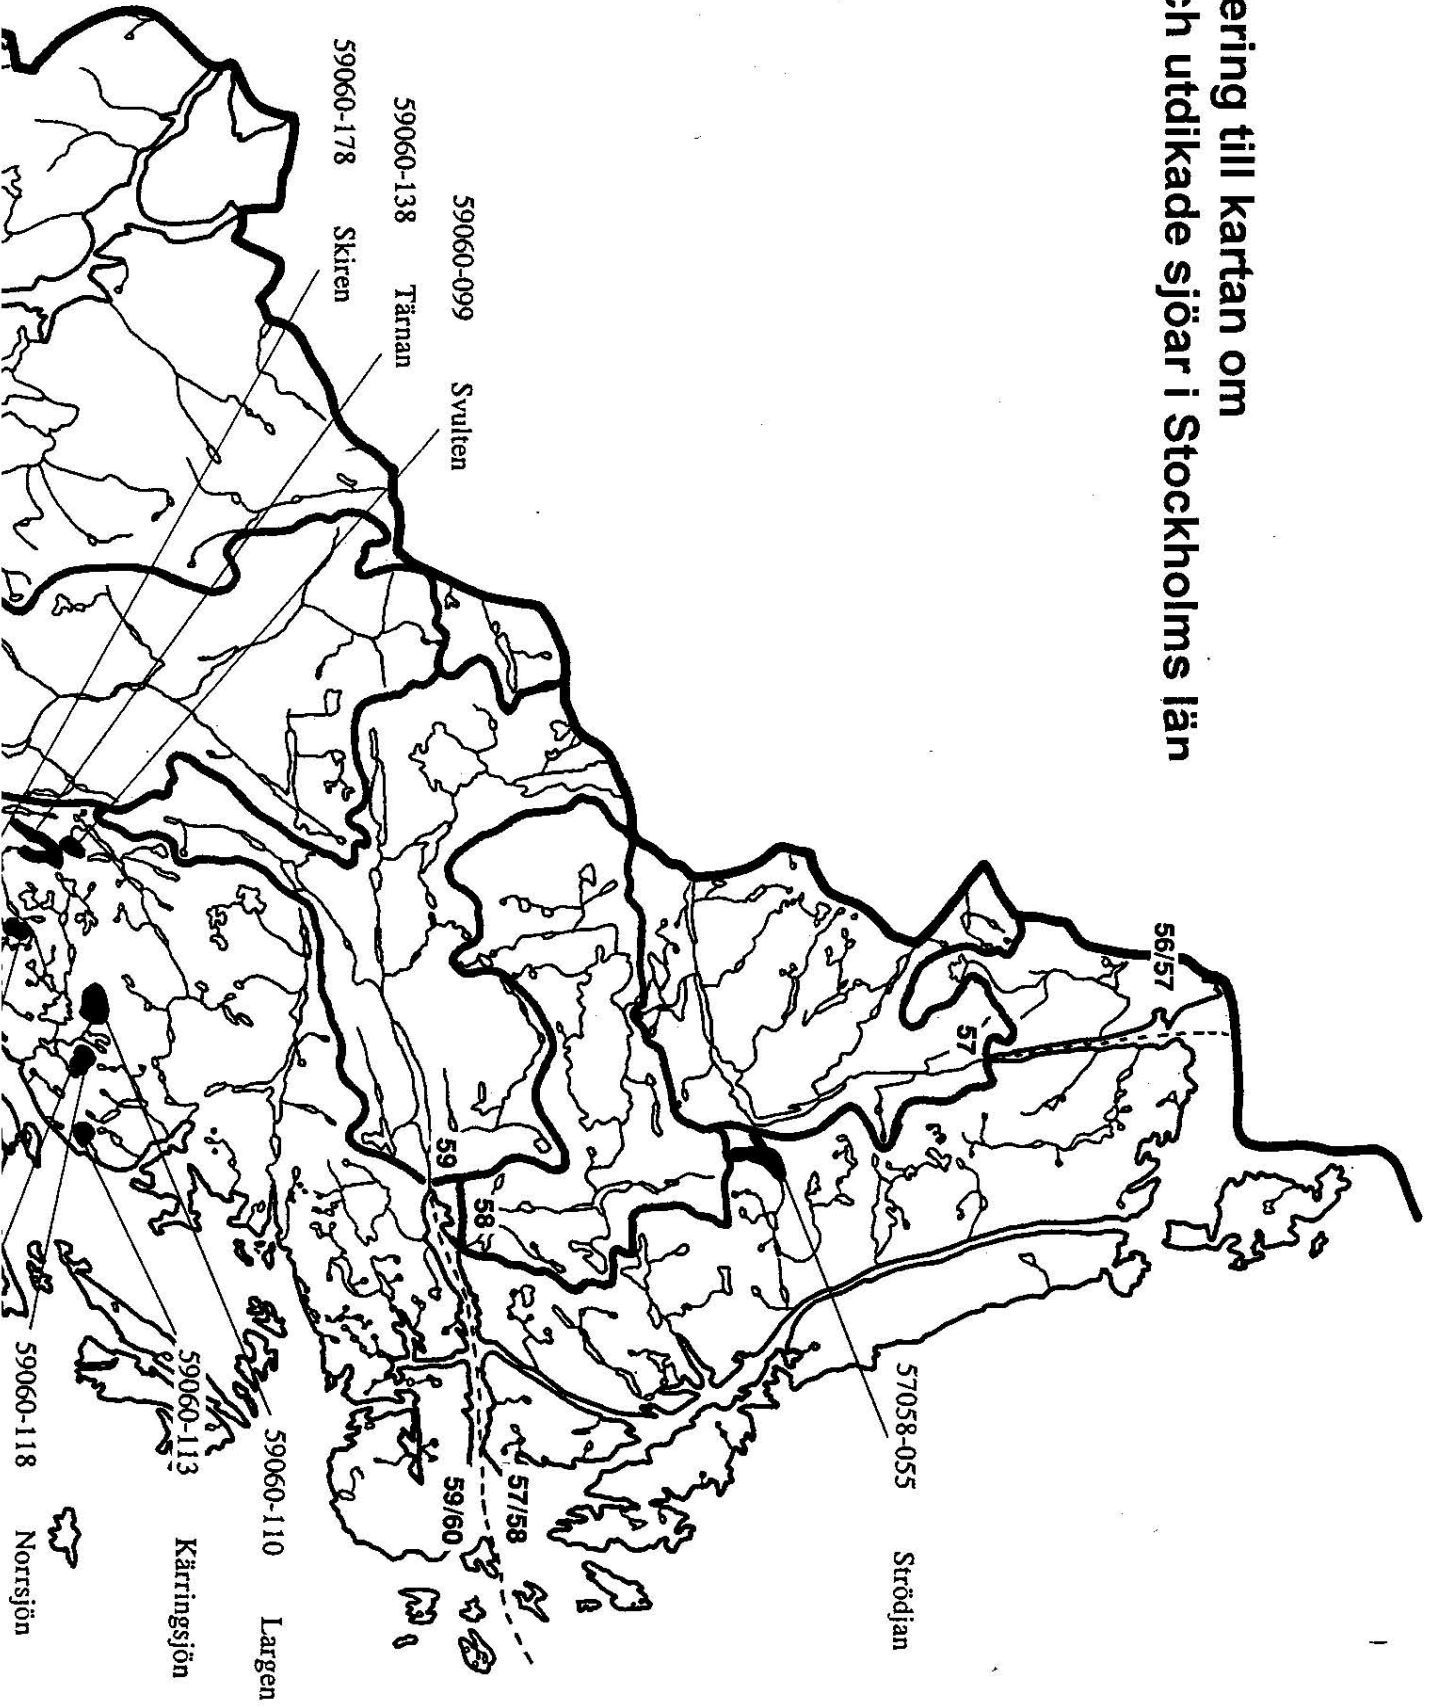 ering till kartan om
ch utdikade sjöar i Stockholms län
59060-099 Svulten
59060-138 Tärnan
59060-178 Skiren
56/57
57
59
58
57/58
59/60
57058-055 Strödjan
59060-110 Largen
59060-113 Kärringsjön
59060-118 Norrsjön